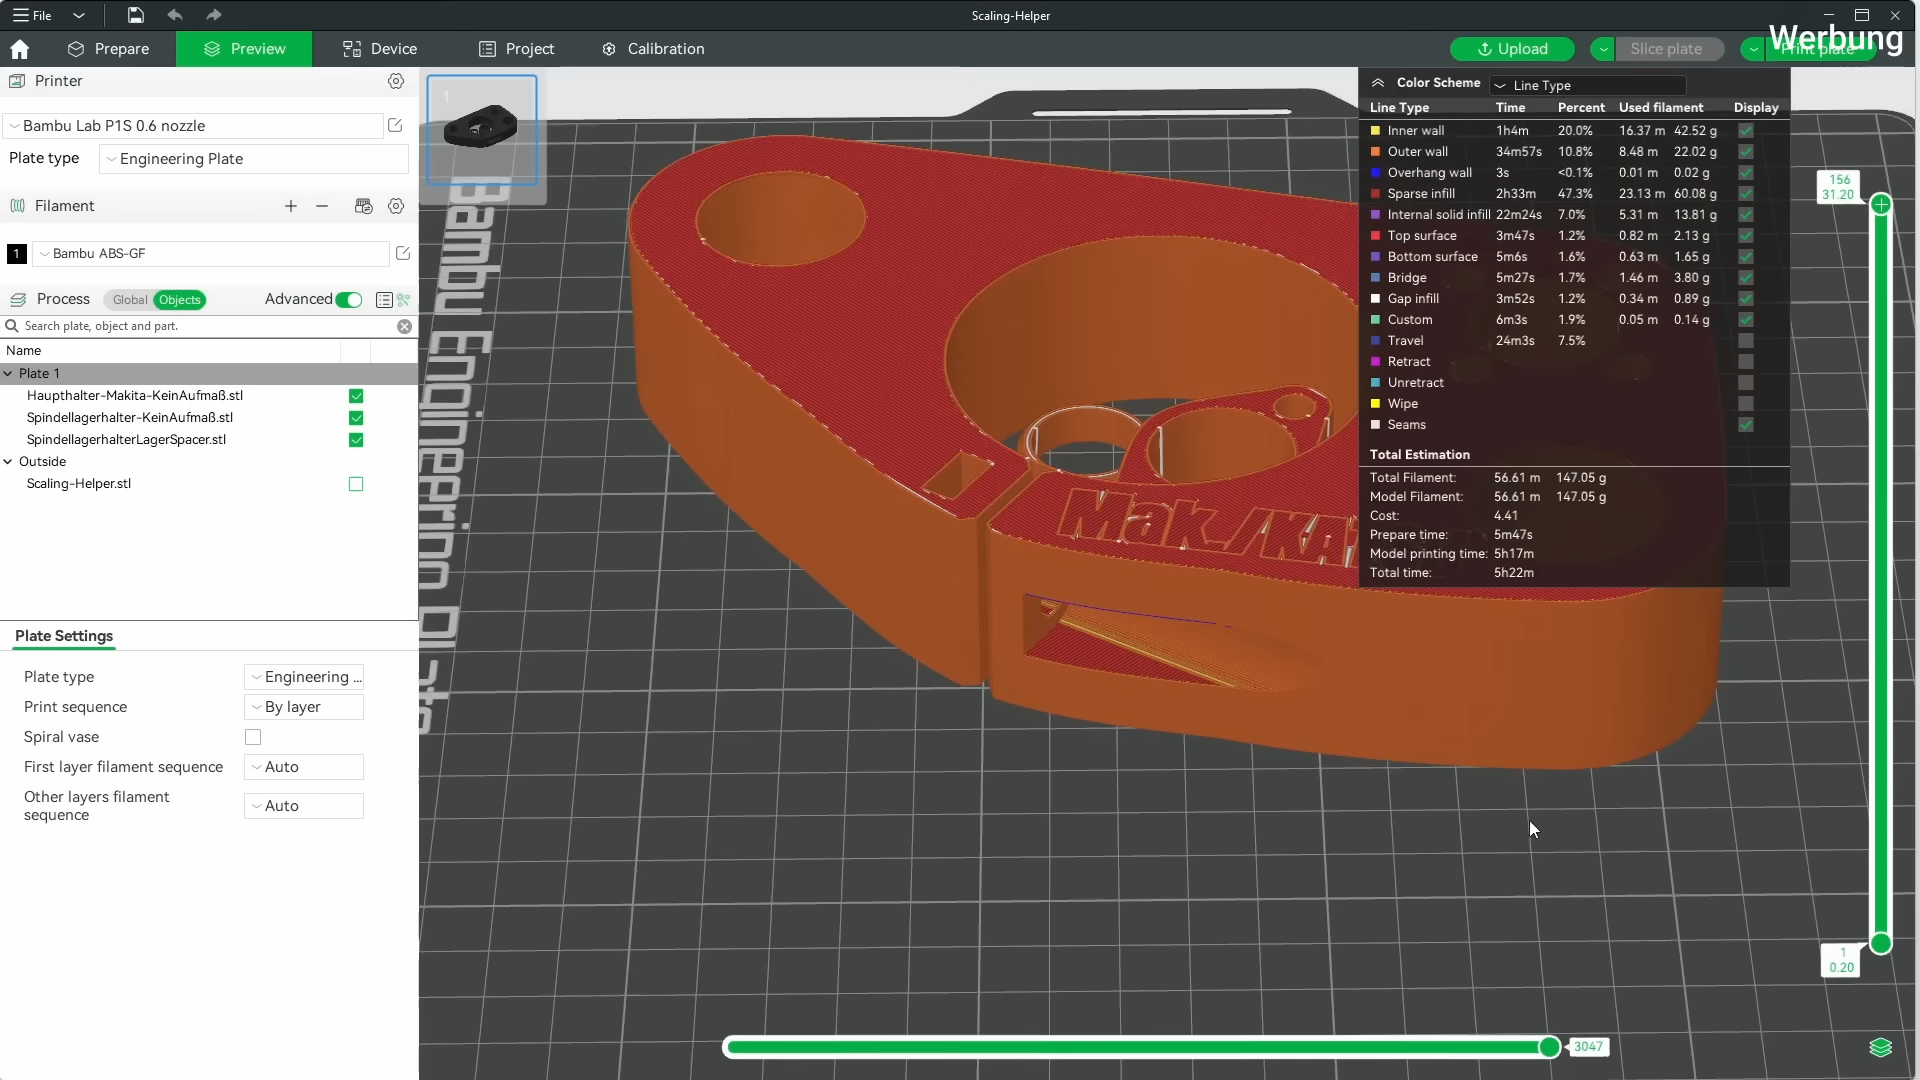 File
Scaling-Helper
Werbung
Prepare
Preview
Device
Project
Calibration
Upload
Slice plate
Print plate
Printer
Bambu Lab P1S 0.6 nozzle
Plate type
Engineering Plate
Filament
1
Bambu ABS-GF
Process
Global
Objects
Advanced
Search plate, object and part.
Name
Plate 1
Haupthalter-Makita-KeinAufmaß.stl
Spindellagerhalter-KeinAufmaß.stl
SpindellagerhalterLagerSpacer.stl
Outside
Scaling-Helper.stl
Plate Settings
Plate type Engineering ...
Print sequence By layer
Spiral vase
First layer filament sequence Auto
Other layers filament
sequence Auto
1
Bambu Engineering Plate
Color Scheme Line Type
Line Type Time Percent Used filament Display
Inner wall 1h4m 20.0% 16.37 m 42.52 g
Outer wall 34m57s 10.8% 8.48 m 22.02 g
Overhang wall 3s <0.1% 0.01 m 0.02 g
Sparse infill 2h33m 47.3% 23.13 m 60.08 g
Internal solid infill 22m24s 7.0% 5.31 m 13.81 g
Top surface 3m47s 1.2% 0.82 m 2.13 g
Bottom surface 5m6s 1.6% 0.63 m 1.65 g
Bridge 5m27s 1.7% 1.46 m 3.80 g
Gap infill 3m52s 1.2% 0.34 m 0.89 g
Custom 6m3s 1.9% 0.05 m 0.14 g
Travel 24m3s 7.5%
Retract
Unretract
Wipe
Seams
Total Estimation
Total Filament: 56.61 m 147.05 g
Model Filament: 56.61 m 147.05 g
Cost: 4.41
Prepare time: 5m47s
Model printing time: 5h17m
Total time: 5h22m
156
31.20
1
0.20
3047